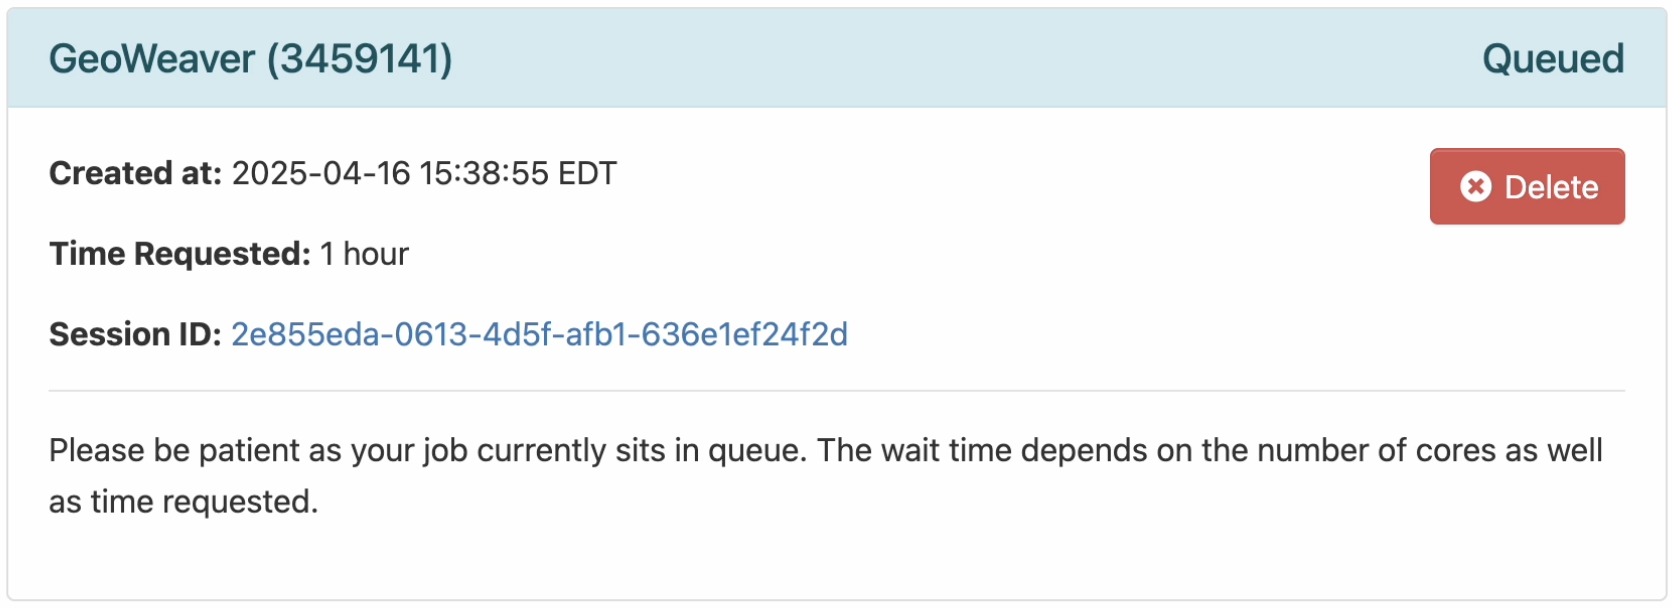 GeoWeaver (3459141) Queued
Created at: 2025-04-16 15:38:55 EDT
Delete
Time Requested: 1 hour
Session ID: 2e855eda-0613-4d5f-afb1-636e1ef24f2d
Please be patient as your job currently sits in queue. The wait time depends on the number of cores as well
as time requested.